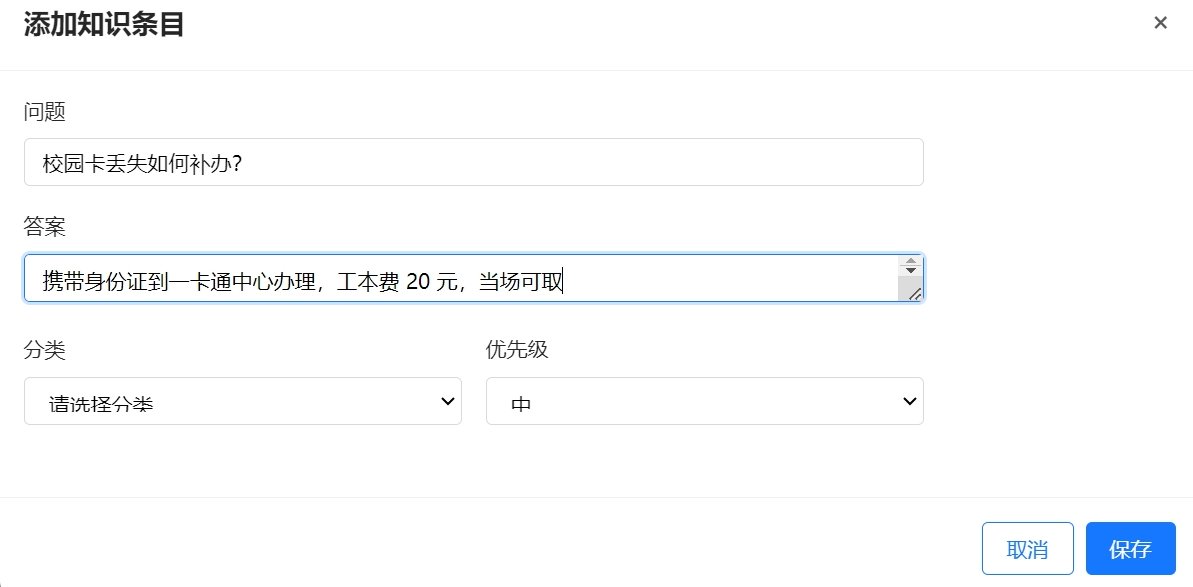 添加知识条目
×
问题
校园卡丢失如何补办?
答案
携带身份证到一卡通中心办理，工本费 20 元，当场可取
分类
优先级
请选择分类
中
取消
保存